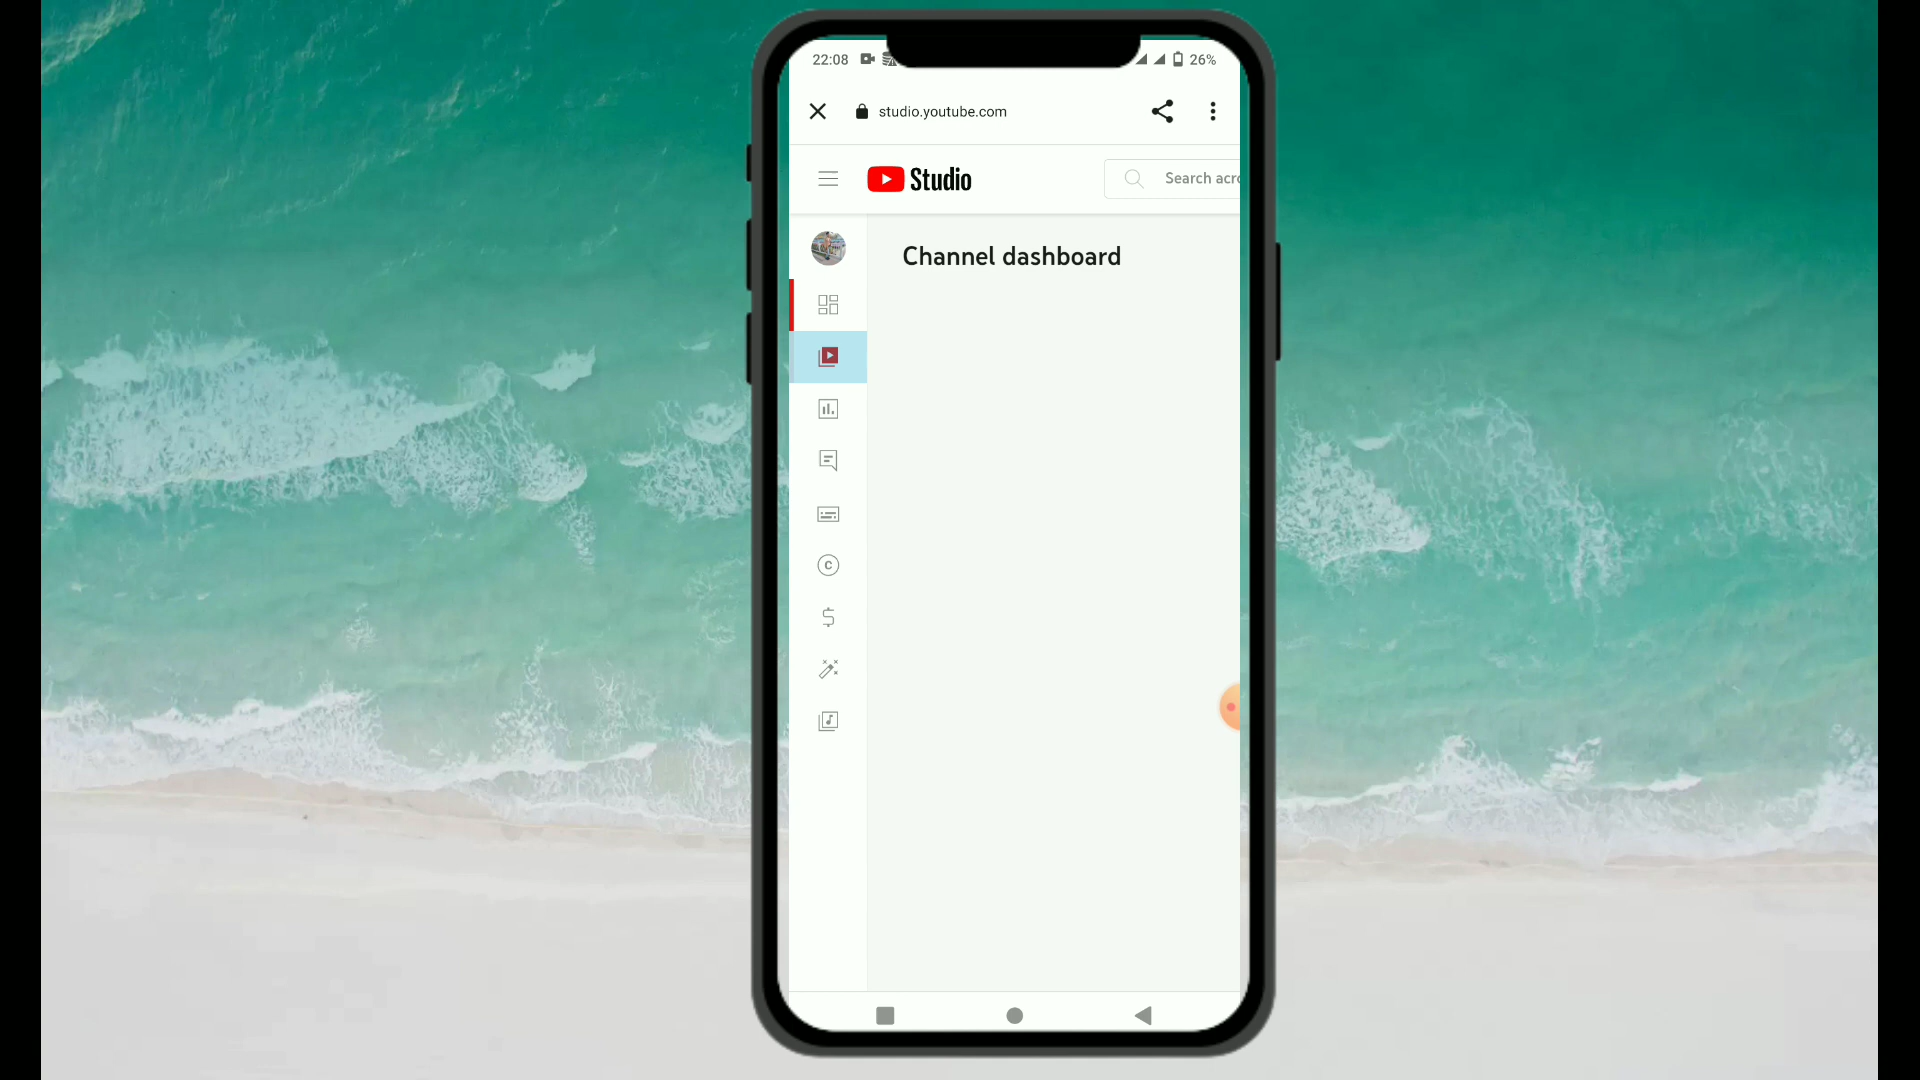 22:08
26%
studio.youtube.com
Studio
Search acro
Channel dashboard